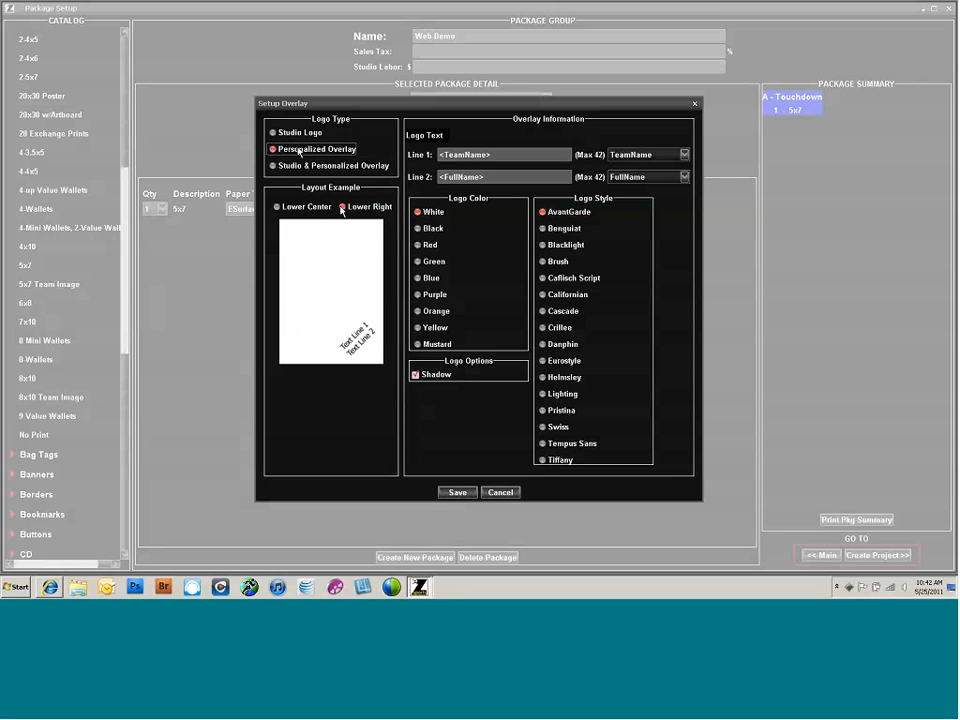 Package Setup
CATALOG
2-4x5
2-4x6
2-5x7
20x30 Poster
20x30 w/Artboard
28 Exchange Prints
4-3.5x5
4-4x5
4-up Value Wallets
4-Wallets
4-Mini Wallets, 2-Value Wall
4x10
5x7
5x7 Team Image
6x8
7x10
8 Mini Wallets
8-Wallets
8x10
8x10 Team Image
9 Value Wallets
No Print
Bag Tags
Banners
Borders
Bookmarks
Buttons
CD
PACKAGE GROUP
Name: Web Demo
Sales Tax: %
Studio Labor: $
SELECTED PACKAGE DETAIL
Qty Description Paper
1 5x7 ESurfa
Create New Package Delete Package
PACKAGE SUMMARY
A - Touchdown
1 - 5x7
Print Pkg Summary
GO TO
<< Main Create Project >>
Setup Overlay
Logo Type
Studio Logo
Personalized Overlay
Studio & Personalized Overlay
Layout Example
Lower Center Lower Right
Text Line 1
Text Line 2
Overlay Information
Logo Text
Line 1: <TeamName> (Max 42) TeamName
Line 2: <FullName> (Max 42) FullName
Logo Color
White
Black
Red
Green
Blue
Purple
Orange
Yellow
Mustard
Logo Options
Shadow
Logo Style
AvantGarde
Benguiat
Blacklight
Brush
Caflisch Script
Californian
Cascade
Crillee
Danphin
Eurostyle
Helmsley
Lighting
Pristina
Swiss
Tempus Sans
Tiffany
Save Cancel
Start
Ps
Br
10:42 AM
5/25/2011